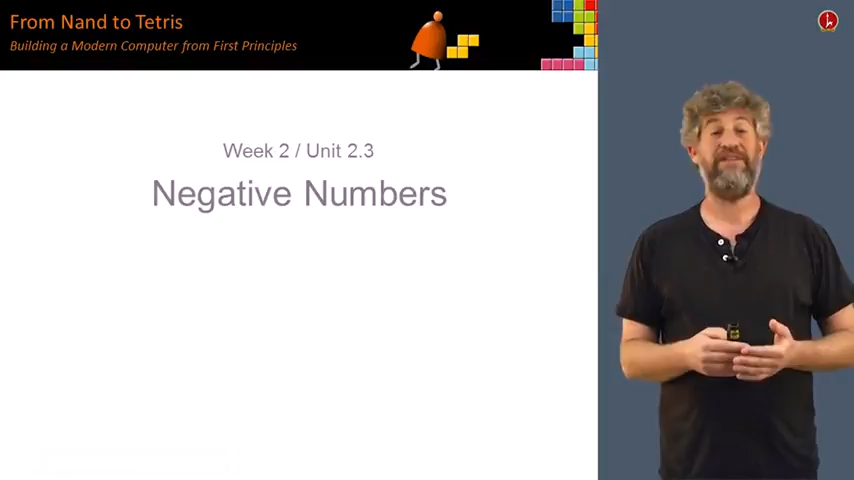 From Nand to Tetris
Building a Modern Computer from First Principles
Week 2 / Unit 2.3
Negative Numbers